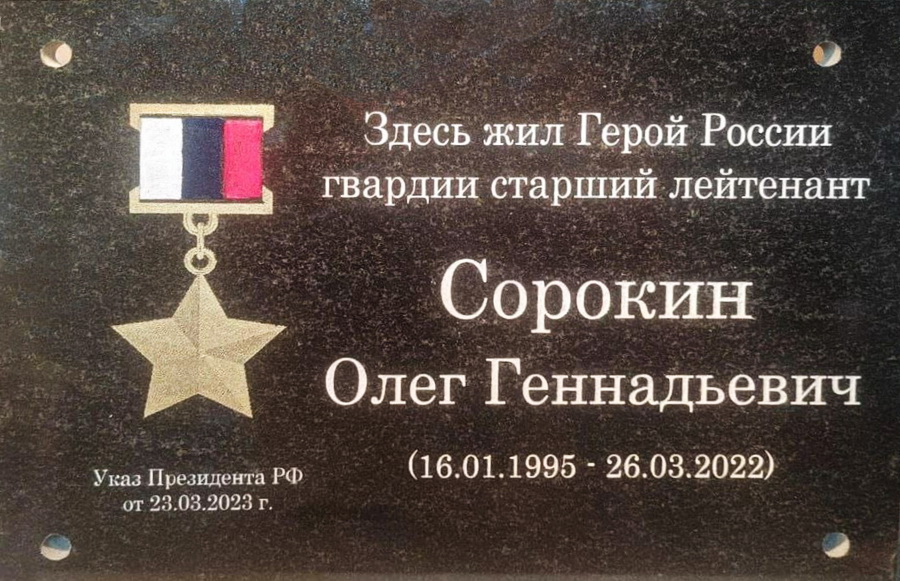 Здесь жил Герой России
гвардии старший лейтенант
Сорокин
Олег Геннадьевич
(16.01.1995 - 26.03.2022)
Указ Президента РФ
от 23.03.2023 г.